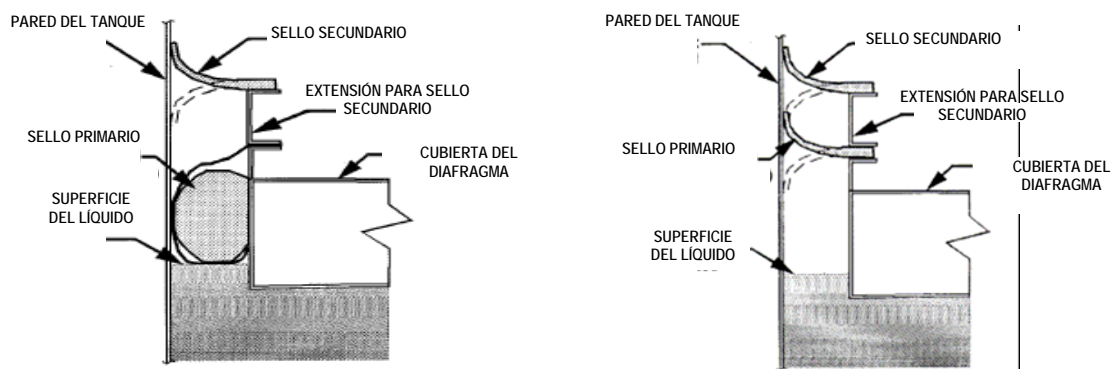 PARED DEL TANQUE
SELLO SECUNDARIO
EXTENSIÓN PARA SELLO
SECUNDARIO
SELLO PRIMARIO
CUBIERTA DEL
DIAFRAGMA
SUPERFICIE
DEL LÍQUIDO
PARED DEL TANQUE
SELLO SECUNDARIO
EXTENSIÓN PARA SELLO
SECUNDARIO
SELLO PRIMARIO
CUBIERTA DEL
DIAFRAGMA
SUPERFICIE
DEL LÍQUIDO